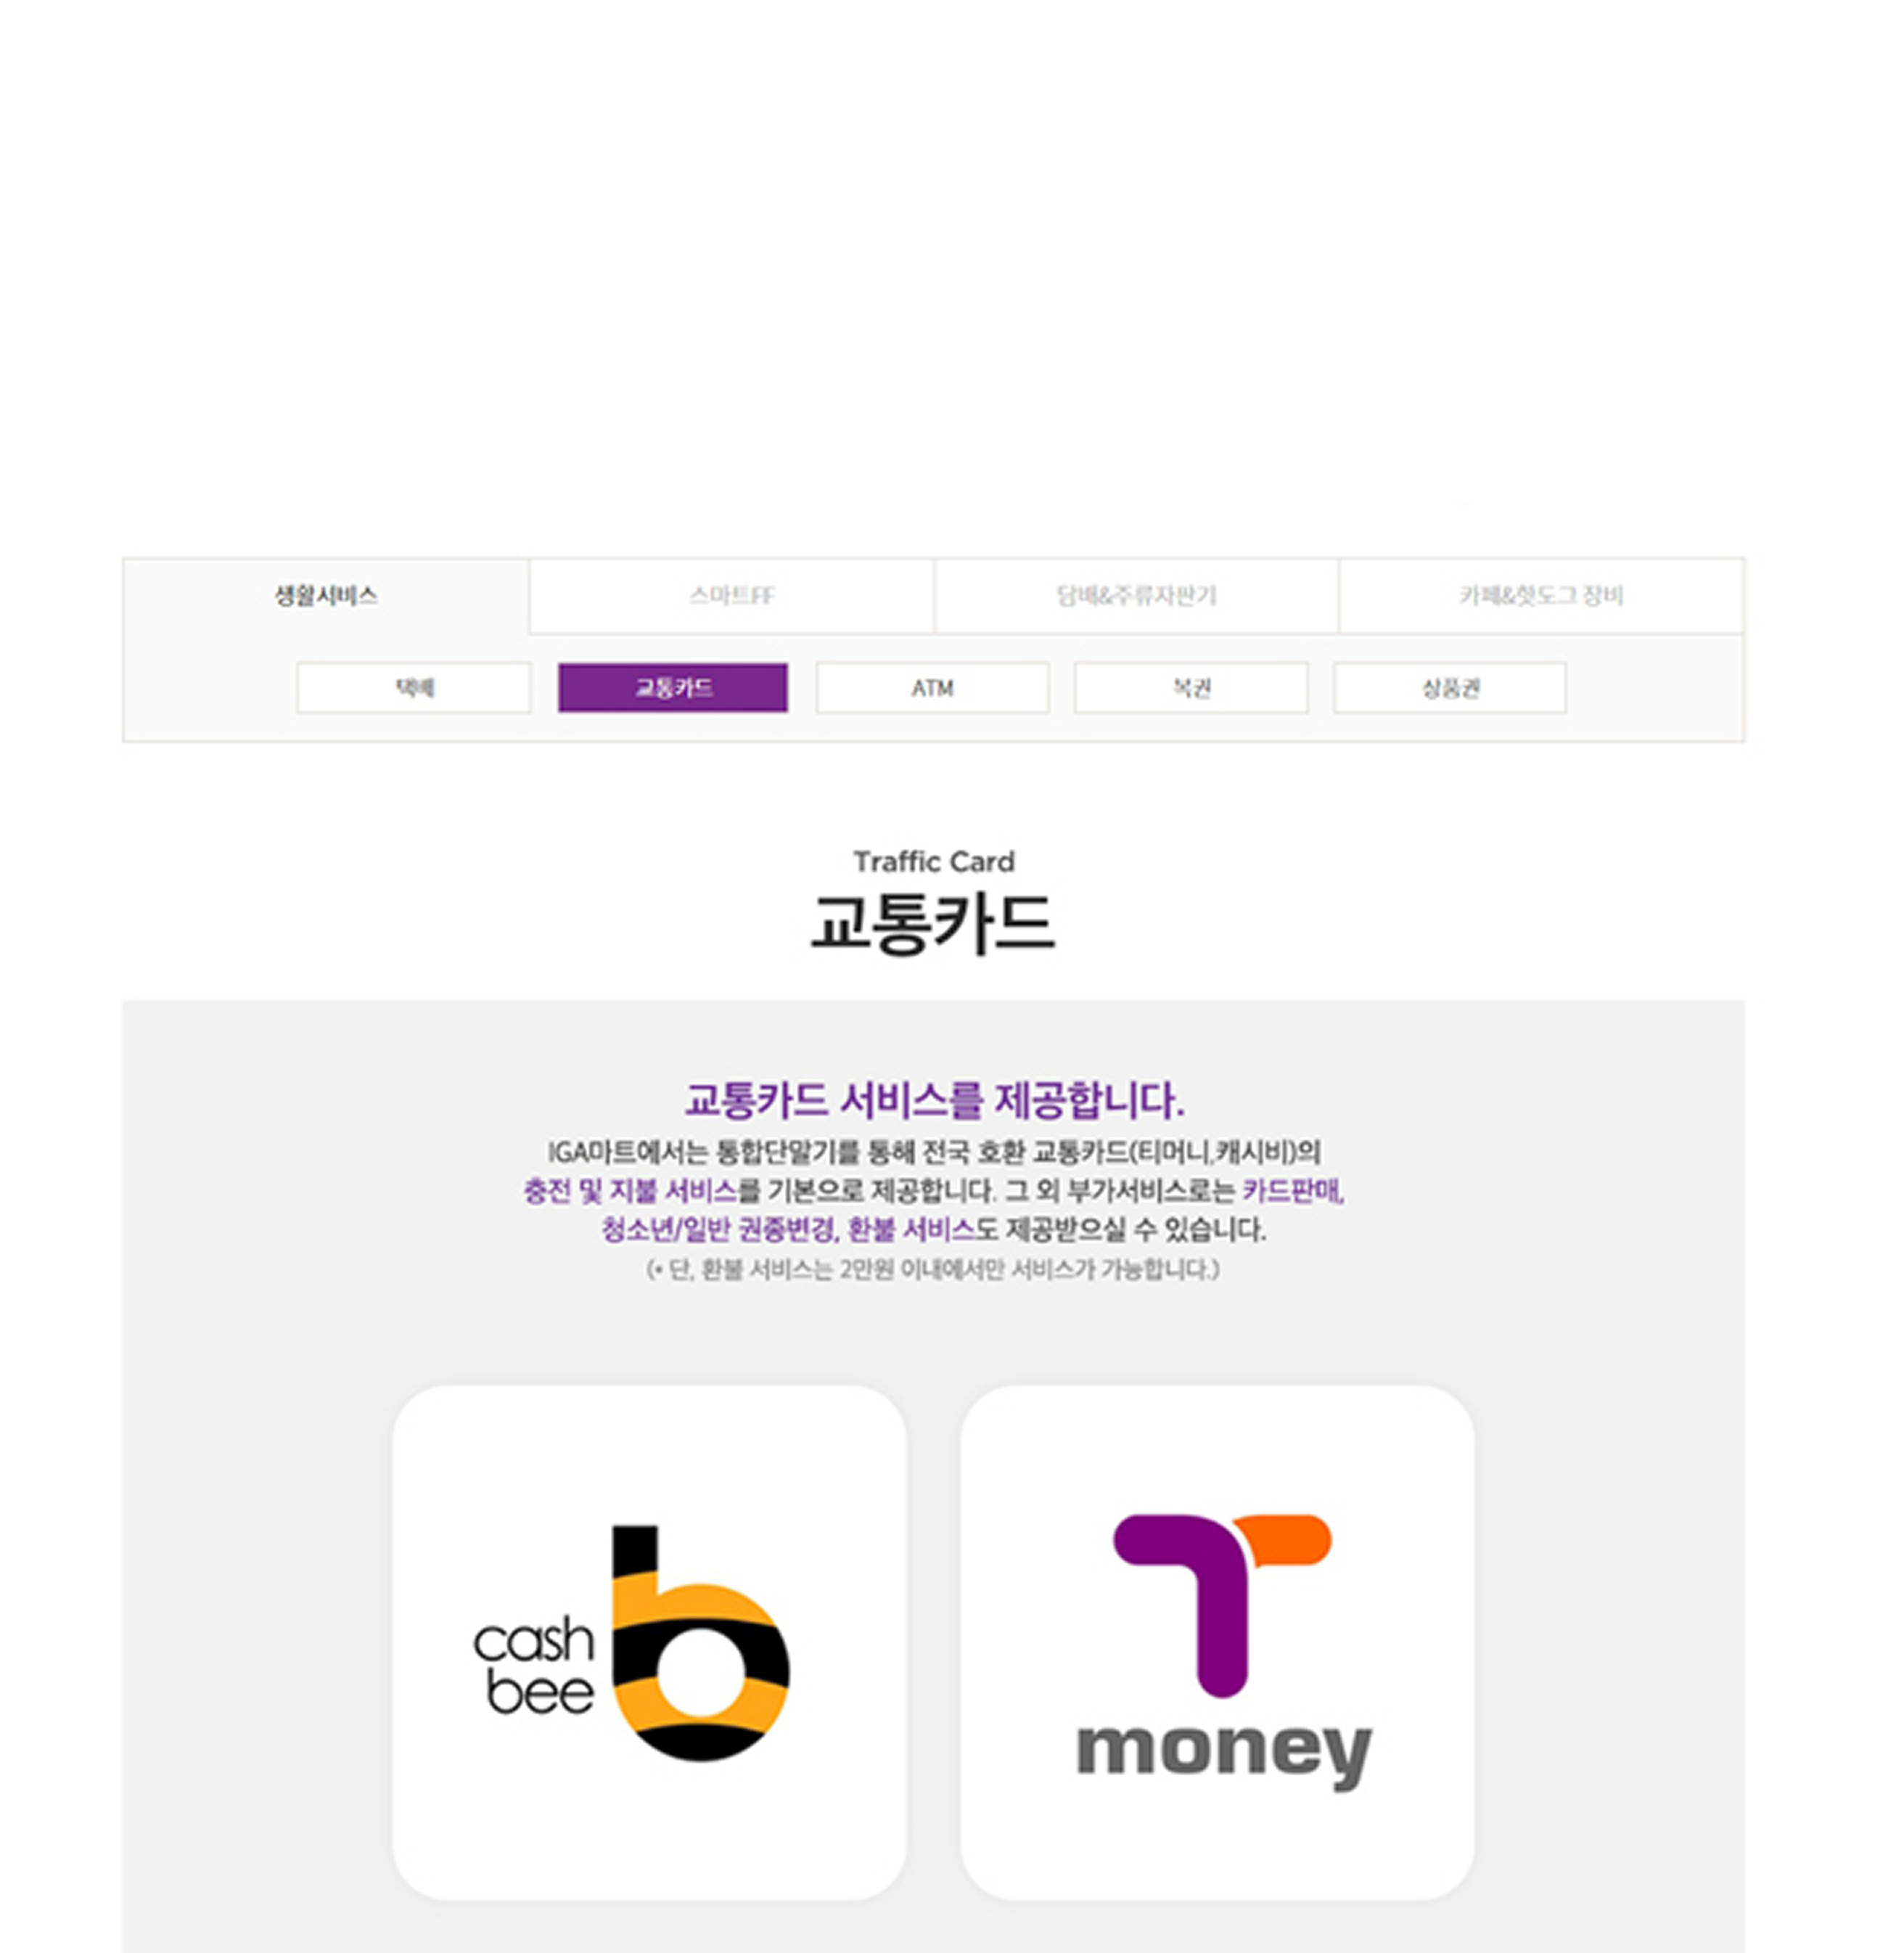 생활서비스 스마트FF 담배&주류자판기 카페&핫도그 장비
택배 교통카드 ATM 복권 상품권
Traffic Card
교통카드
교통카드 서비스를 제공합니다.
IGA마트에서는 통합단말기를 통해 전국 호환 교통카드(티머니,캐시비)의
충전 및 지불 서비스를 기본으로 제공합니다. 그 외 부가서비스로는 카드판매,
청소년/일반 권종변경, 환불 서비스도 제공받으실 수 있습니다.
(• 단, 환불 서비스는 2만원 이내에서만 서비스가 가능합니다.)
cash
bee
b
T
money